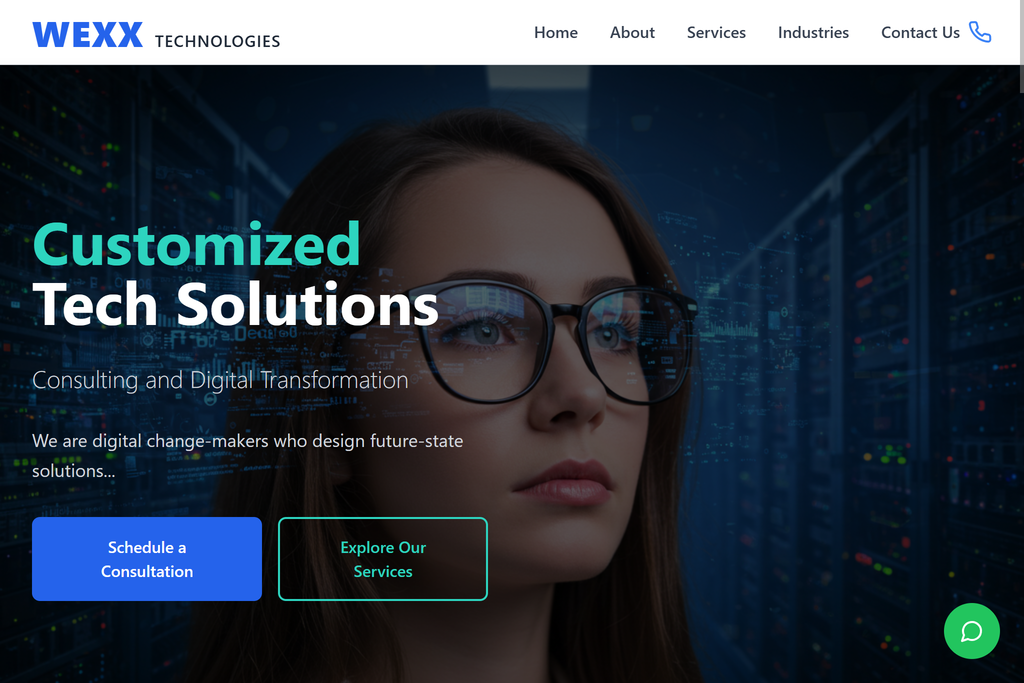 WEXX TECHNOLOGIES
Home About Services Industries Contact Us
Customized
Tech Solutions
Consulting and Digital Transformation
We are digital change-makers who design future-state
solutions...
Schedule a
Consultation
Explore Our
Services